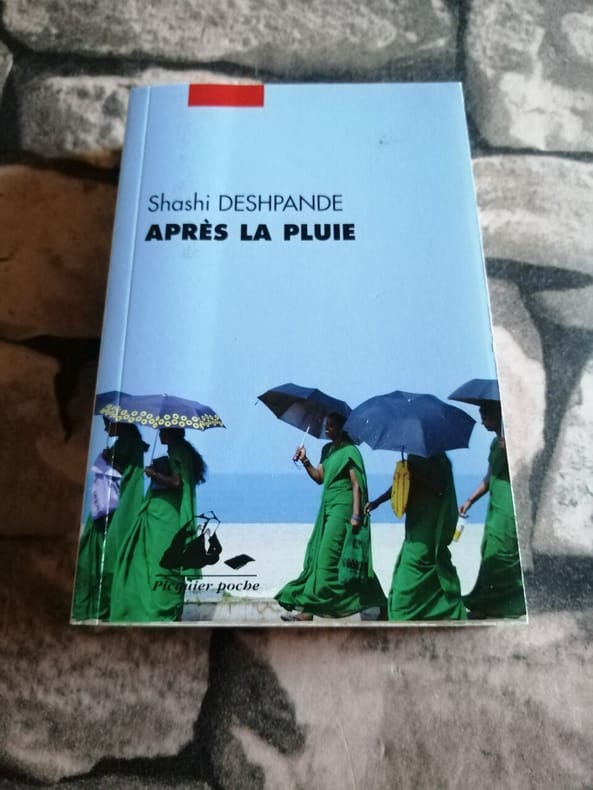 Shashi DESHPANDE
APRÈS LA PLUIE
Picquier poche